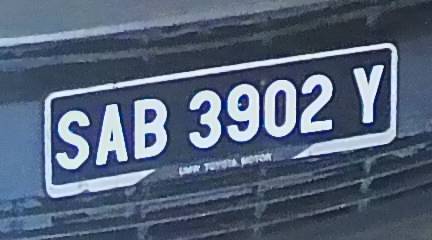 SAB 3902 Y
UMW TOYOTA MOTOR